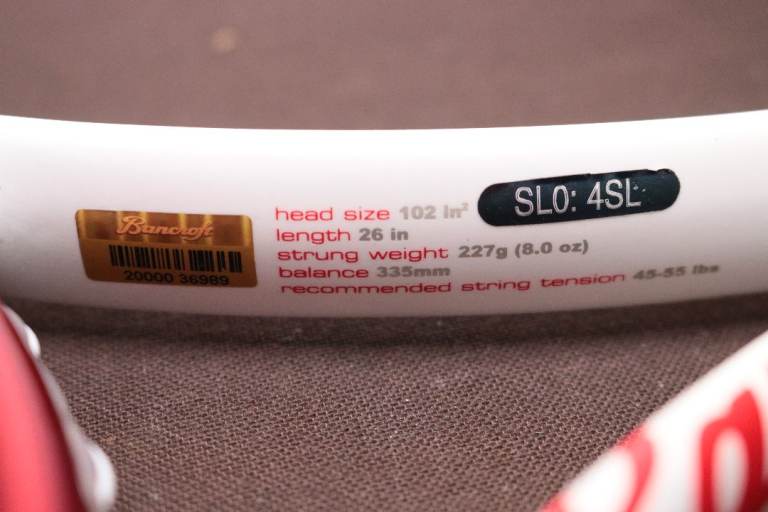 Bancroft
20000 36989
head size 102 in²
length 26 in
strung weight 227g (8.0 oz)
balance 335mm
recommended string tension 45-55 lbs
SL0: 4SL